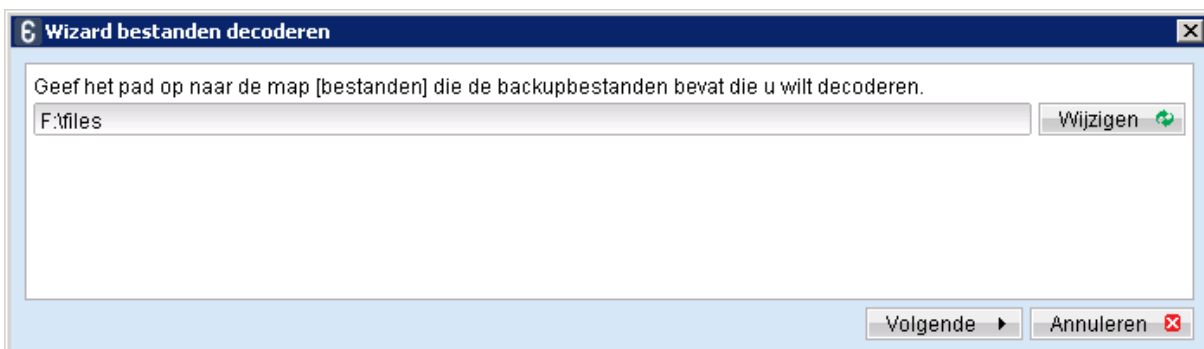 Wizard bestanden decoderen
Geef het pad op naar de map [bestanden] die de backupbestanden bevat die u wilt decoderen.
F:\files
Wijzigen
Volgende
Annuleren